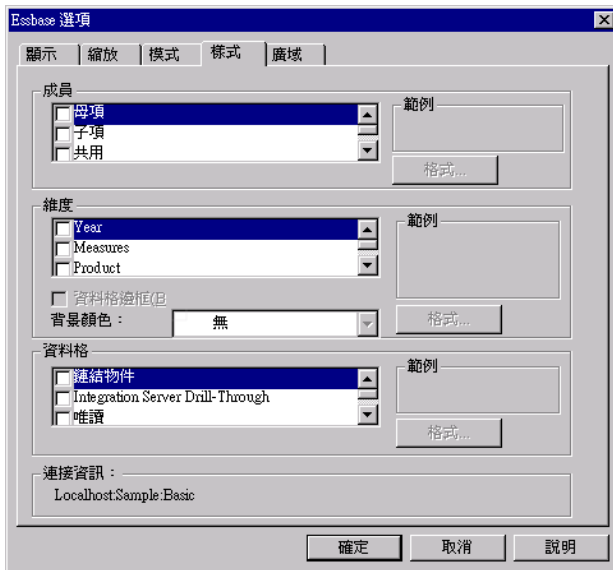 Essbase 選項
顯示 縮放 模式 樣式 廣域
成員
母項
子項
共用
範例
格式...
維度
Year
Measures
Product
範例
資料格邊框(B
背景顏色： 無
格式...
資料格
鏈結物件
Integration Server Drill-Through
唯讀
範例
格式...
連接資訊：
Localhost:Sample:Basic
確定 取消 說明